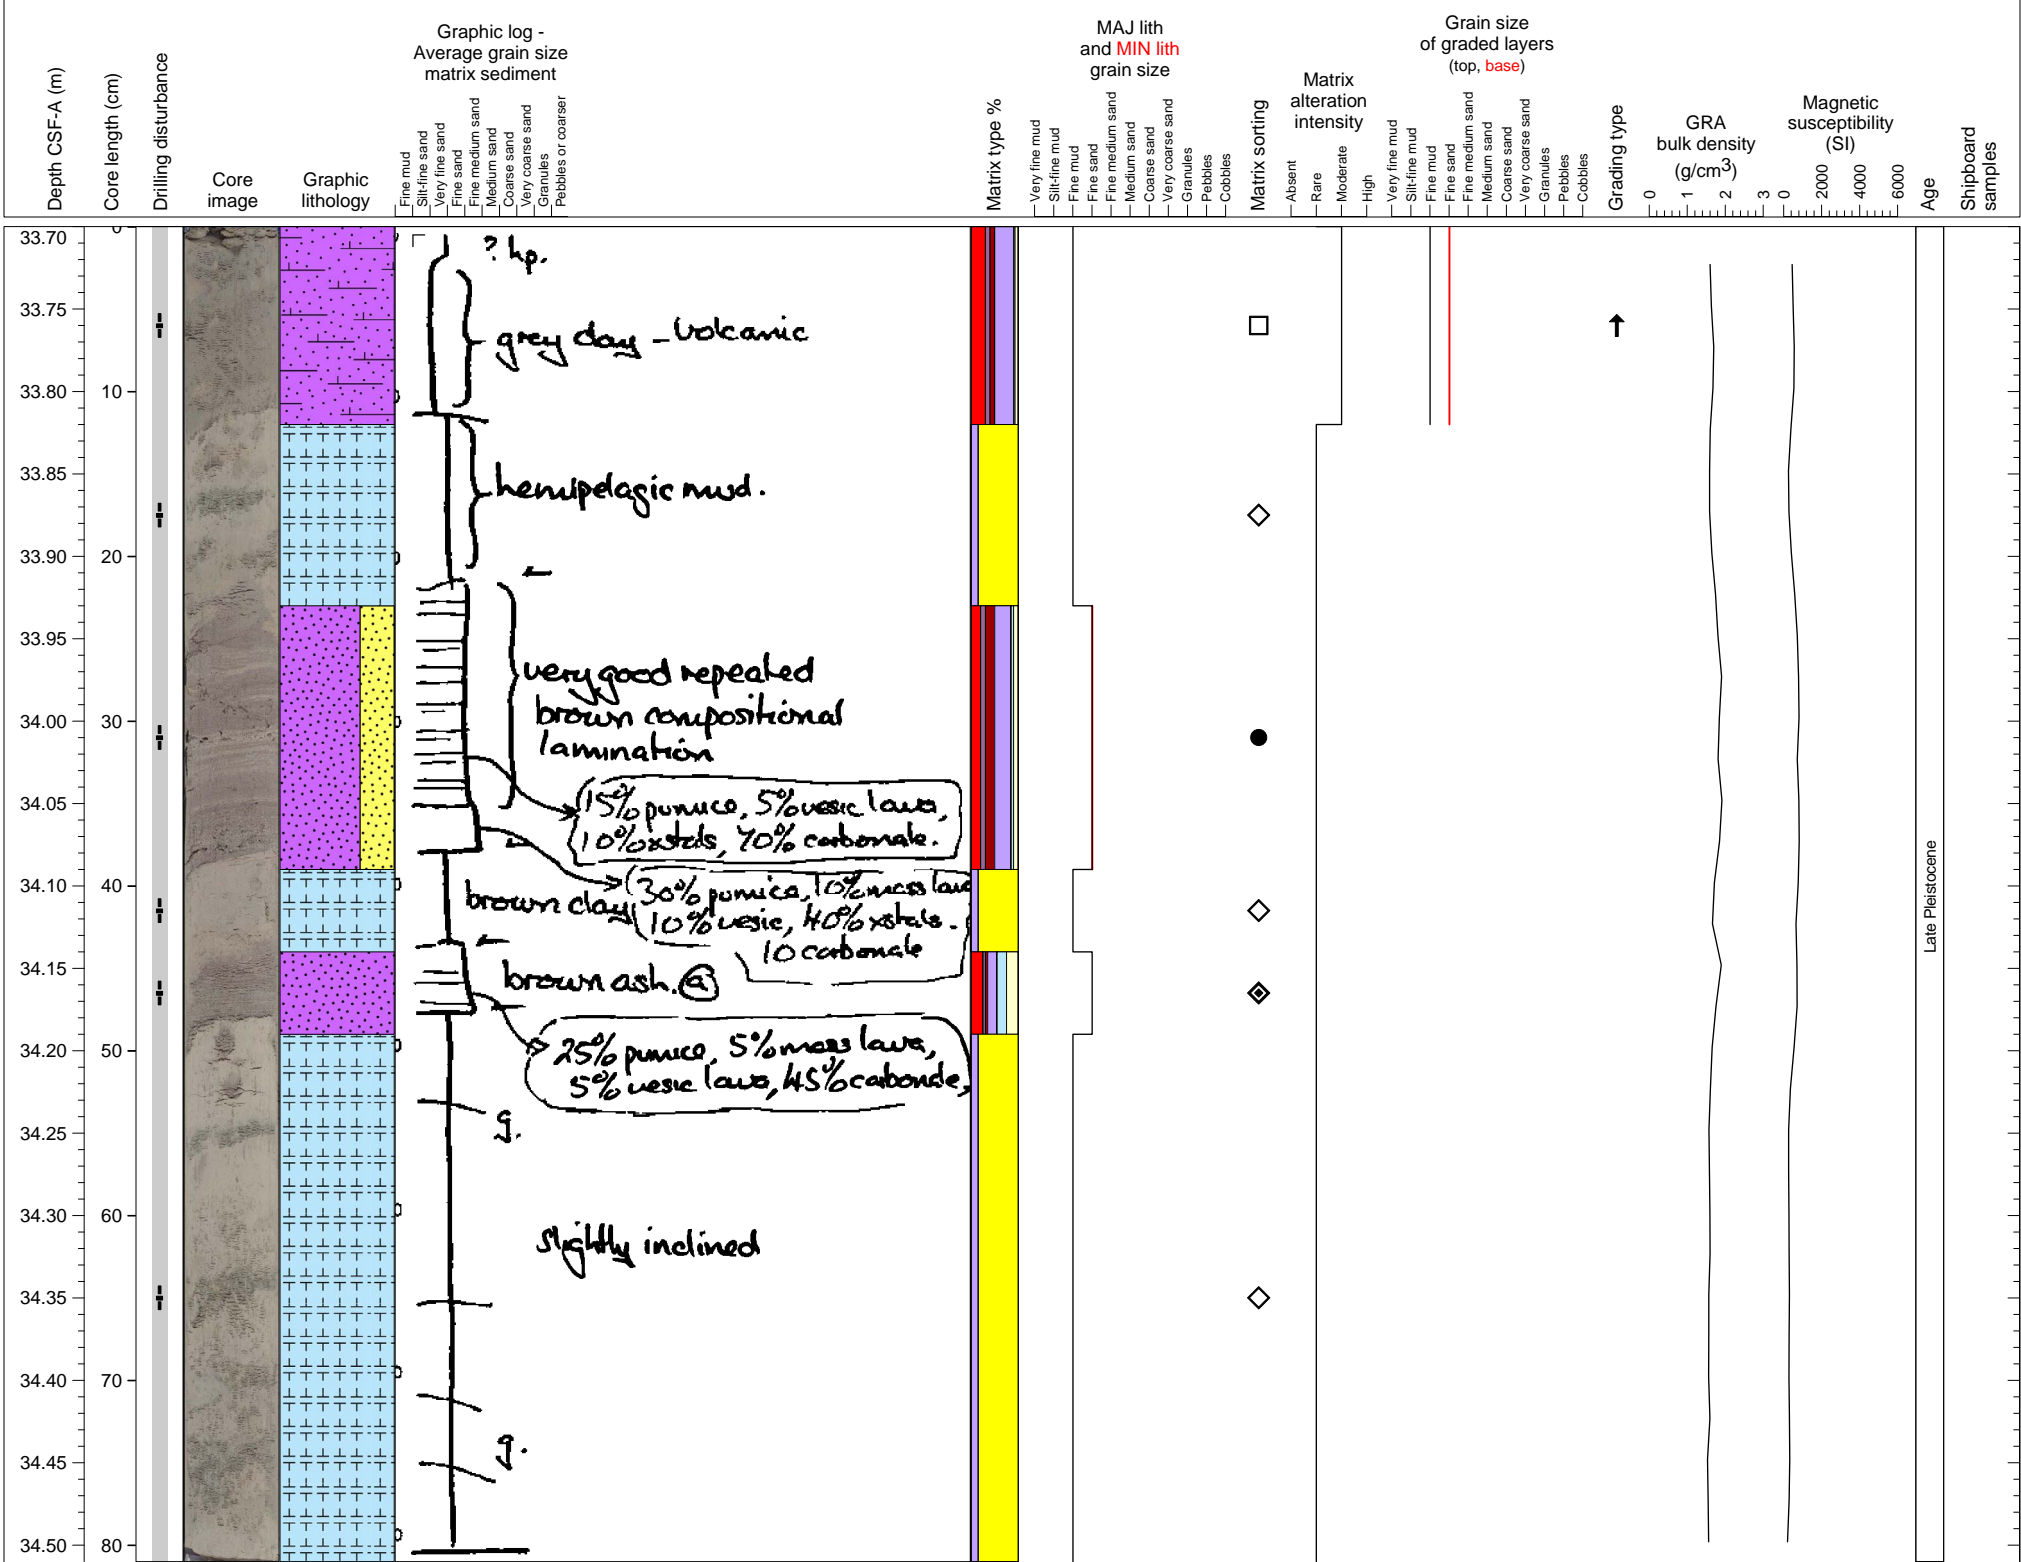 Depth CSF-A (m)
Core length (cm)
Drilling disturbance
Core
image
Graphic
lithology
Graphic log -
Average grain size
matrix sediment
Fine mud
Silt-fine sand
Very fine sand
Fine sand
Fine medium sand
Medium sand
Coarse sand
Very coarse sand
Granules
Pebbles or coarser
Matrix type %
MAJ lith
and MIN lith
grain size
Very fine mud
Silt-fine mud
Fine mud
Fine sand
Fine medium sand
Medium sand
Coarse sand
Very coarse sand
Granules
Pebbles
Cobbles
Matrix sorting
Matrix
alteration
intensity
Absent
Rare
Moderate
High
Grain size
of graded layers
(top, base)
Very fine mud
Silt-fine mud
Fine mud
Fine sand
Fine medium sand
Medium sand
Coarse sand
Very coarse sand
Granules
Pebbles
Cobbles
Grading type
GRA
bulk density
(g/cm3)
0 1 2 3
Magnetic
susceptibility
(SI)
0 2000 4000 6000
Age
Shipboard
samples
33.70 0
33.75
33.80 10
33.85
33.90 20
33.95
34.00 30
34.05
34.10 40
34.15
34.20 50
34.25
34.30 60
34.35
34.40 70
34.45
34.50 80
? hp.
grey clay - volcanic
hemipelagic mud.
very good repeated
brown compositional
lamination
15% pumice, 5% vesic lava,
10% xstals, 70% carbonate.
brown clay
30% pumice, 10% mass lava
10% vesic, 40% xstals.
10 carbonate
brown ash. @
25% pumice, 5% mass lava,
5% vesic lava, 45% carbonate,
g.
slightly inclined
g.
Late Pleistocene